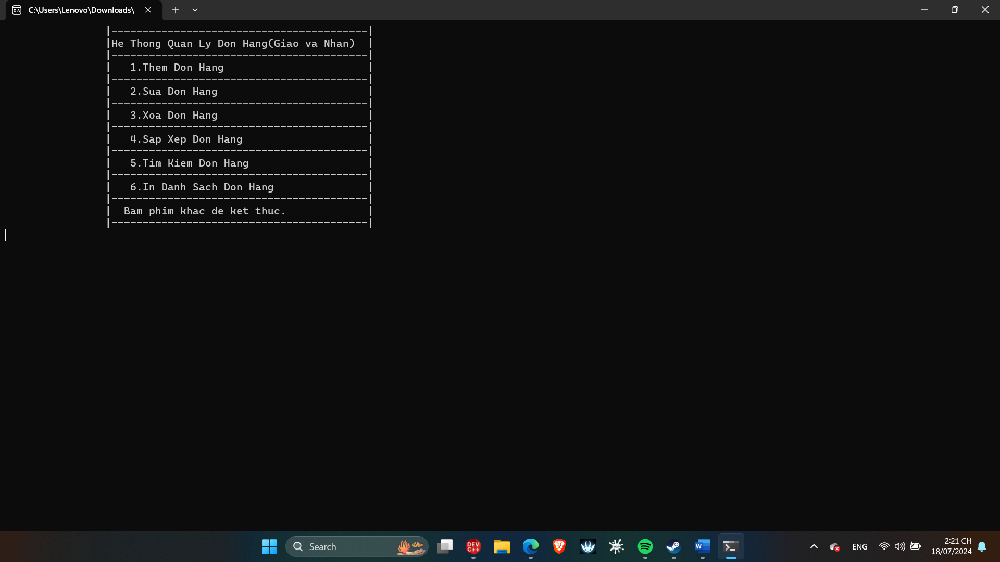 C:\Users\Lenovo\Downloads\
|-----------------------------------------|
|He Thong Quan Ly Don Hang(Giao va Nhan)  |
|-----------------------------------------|
|   1.Them Don Hang                       |
|-----------------------------------------|
|   2.Sua Don Hang                        |
|-----------------------------------------|
|   3.Xoa Don Hang                        |
|-----------------------------------------|
|   4.Sap Xep Don Hang                    |
|-----------------------------------------|
|   5.Tim Kiem Don Hang                   |
|-----------------------------------------|
|   6.In Danh Sach Don Hang               |
|-----------------------------------------|
|  Bam phim khac de ket thuc.             |
|-----------------------------------------|
Search
DEV C++
ENG
2:21 CH
18/07/2024